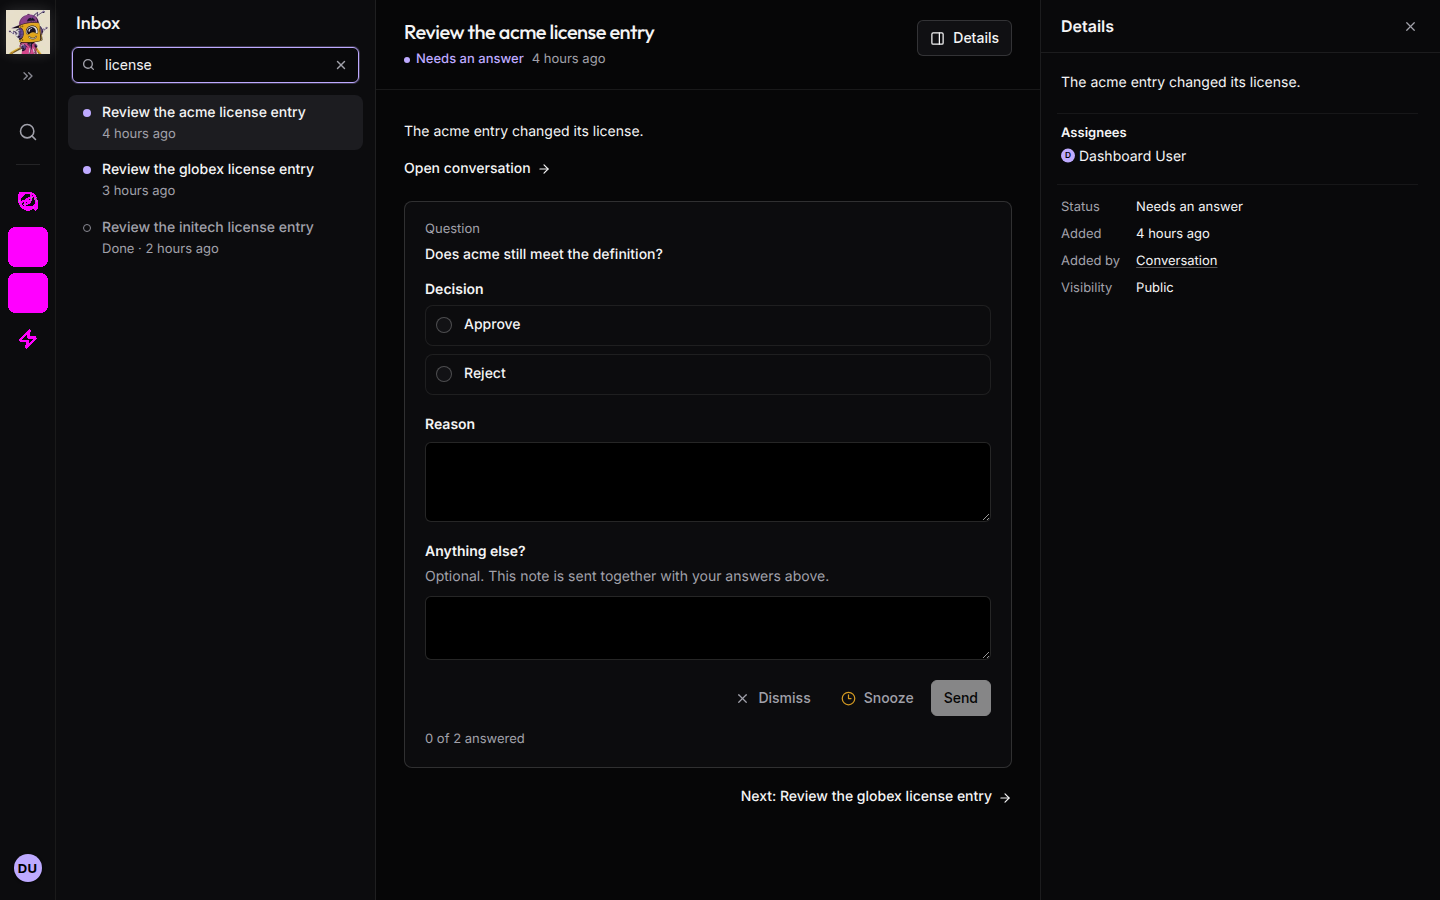 Inbox
license
Review the acme license entry
4 hours ago
Review the globex license entry
3 hours ago
Review the initech license entry
Done · 2 hours ago
DU
Review the acme license entry
Needs an answer 4 hours ago
Details
The acme entry changed its license.
Open conversation
Question
Does acme still meet the definition?
Decision
Approve
Reject
Reason
Anything else?
Optional. This note is sent together with your answers above.
Dismiss
Snooze
Send
0 of 2 answered
Next: Review the globex license entry
Details
The acme entry changed its license.
Assignees
D Dashboard User
Status Needs an answer
Added 4 hours ago
Added by Conversation
Visibility Public